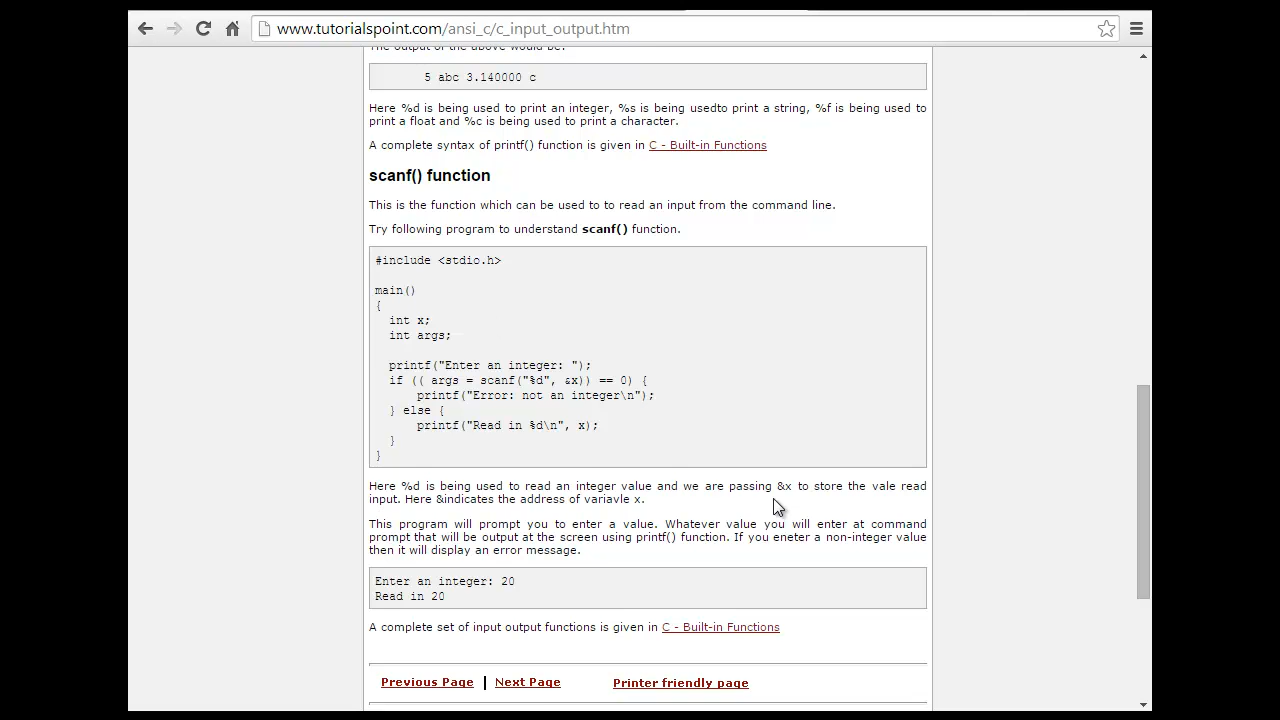 www.tutorialspoint.com/ansi_c/c_input_output.htm
The output of the above would be:
5 abc 3.140000 c
Here %d is being used to print an integer, %s is being usedto print a string, %f is being used to
print a float and %c is being used to print a character.
A complete syntax of printf() function is given in C - Built-in Functions
scanf() function
This is the function which can be used to to read an input from the command line.
Try following program to understand scanf() function.
#include <stdio.h>
main()
{
  int x;
  int args;
  printf("Enter an integer: ");
  if (( args = scanf("%d", &x)) == 0) {
      printf("Error: not an integer\n");
  } else {
      printf("Read in %d\n", x);
  }
}
Here %d is being used to read an integer value and we are passing &x to store the vale read
input. Here &indicates the address of variavle x.
This program will prompt you to enter a value. Whatever value you will enter at command
prompt that will be output at the screen using printf() function. If you eneter a non-integer value
then it will display an error message.
Enter an integer: 20
Read in 20
A complete set of input output functions is given in C - Built-in Functions
Previous Page | Next Page Printer friendly page